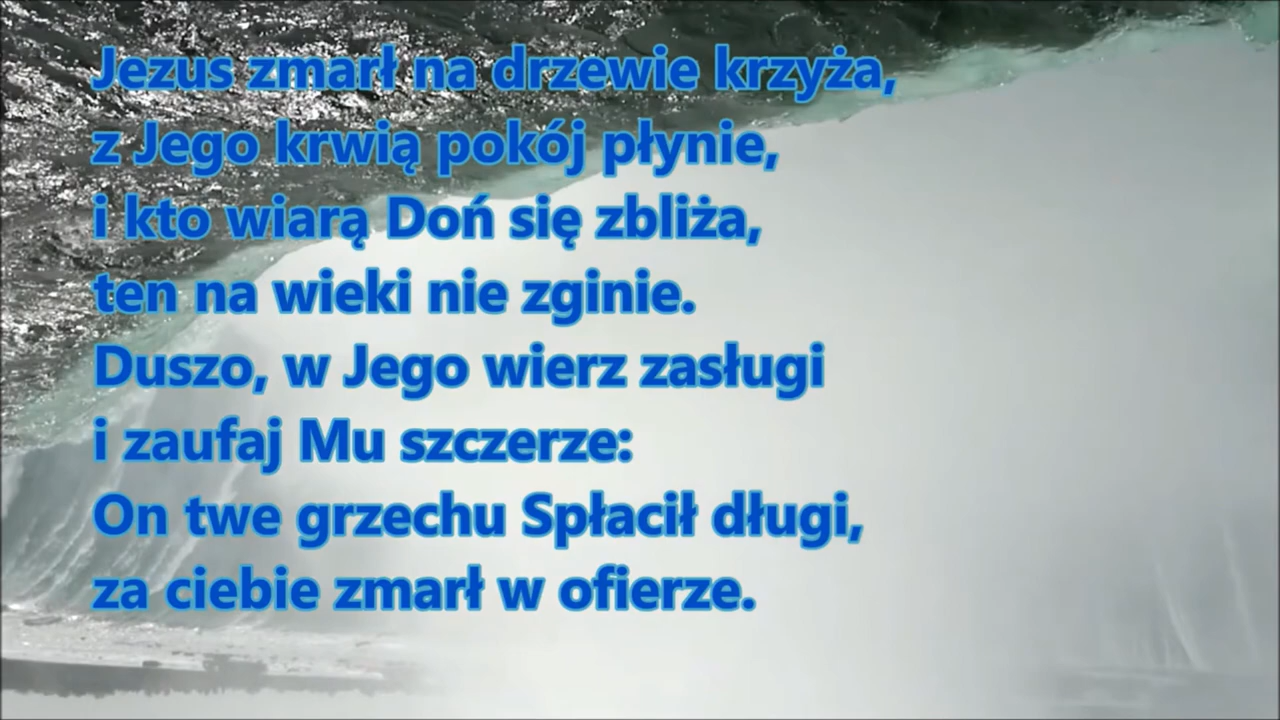 Jezus zmarł na drzewie krzyża,
z Jego krwią pokój płynie,
i kto wiarą Doń się zbliża,
ten na wieki nie zginie.
Duszo, w Jego wierz zasługi
i zaufaj Mu szczerze:
On twe grzechu Spłacił długi,
za ciebie zmarł w ofierze.